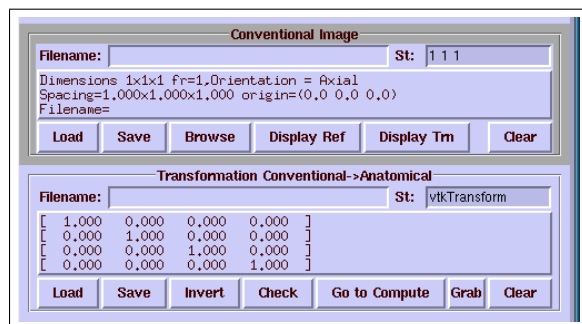 Conventional Image
Filename: St: 1 1 1
Dimensions 1x1x1 fr=1,Orientation = Axial
Spacing=1.000x1.000x1.000 origin=(0.0 0.0 0.0)
Filename=
Load Save Browse Display Ref Display Trn Clear
Transformation Conventional->Anatomical
Filename: St: vtkTransform
[ 1.000 0.000 0.000 0.000 ]
[ 0.000 1.000 0.000 0.000 ]
[ 0.000 0.000 1.000 0.000 ]
[ 0.000 0.000 0.000 1.000 ]
Load Save Invert Check Go to Compute Grab Clear